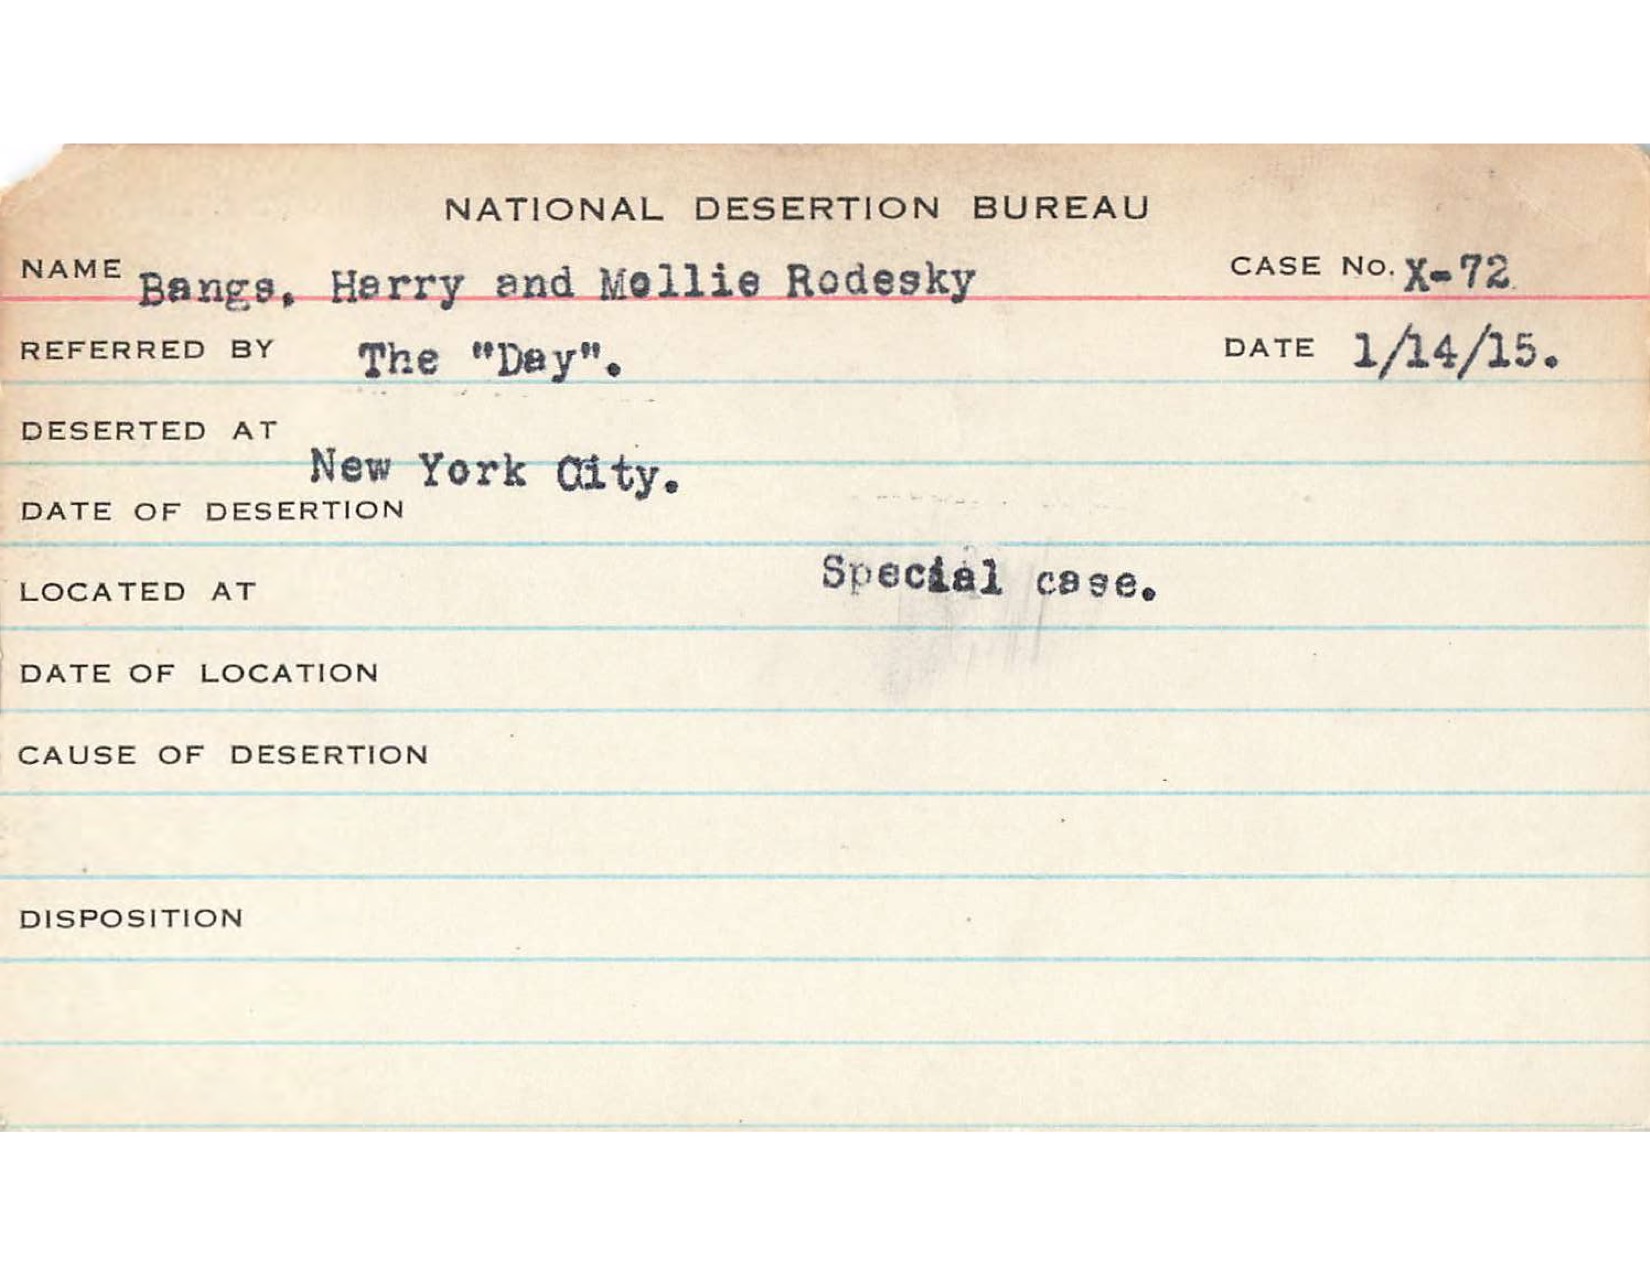 NATIONAL DESERTION BUREAU
NAME Bangs, Harry and Mollie Rodesky CASE No. X-72
REFERRED BY The "Day". DATE 1/14/15.
DESERTED AT
New York City.
DATE OF DESERTION
Special case.
LOCATED AT
DATE OF LOCATION
CAUSE OF DESERTION
DISPOSITION